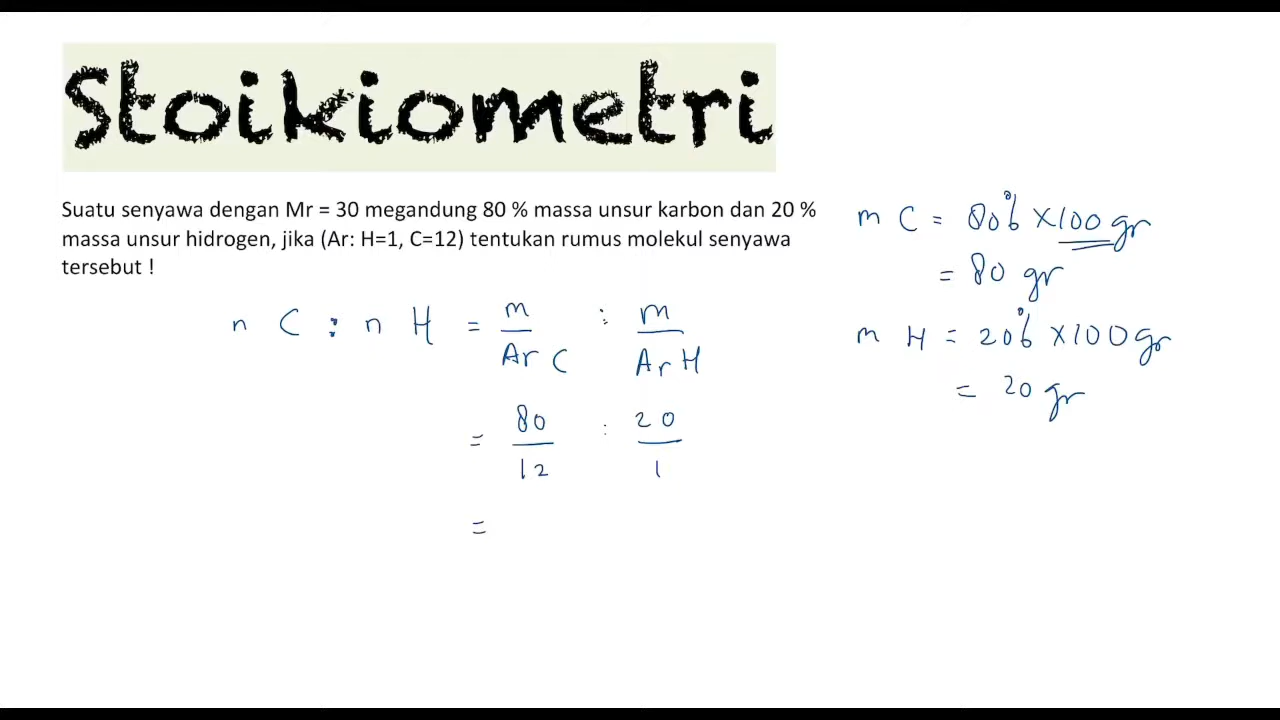 Stoikiometri
Suatu senyawa dengan Mr = 30 megandung 80 % massa unsur karbon dan 20 %
massa unsur hidrogen, jika (Ar: H=1, C=12) tentukan rumus molekul senyawa
tersebut !
n C : n H = m/Ar C : m/Ar H
= 80/12 : 20/1
=
m C = 80% x 100 gr
= 80 gr
m H = 20% x 100 gr
= 20 gr